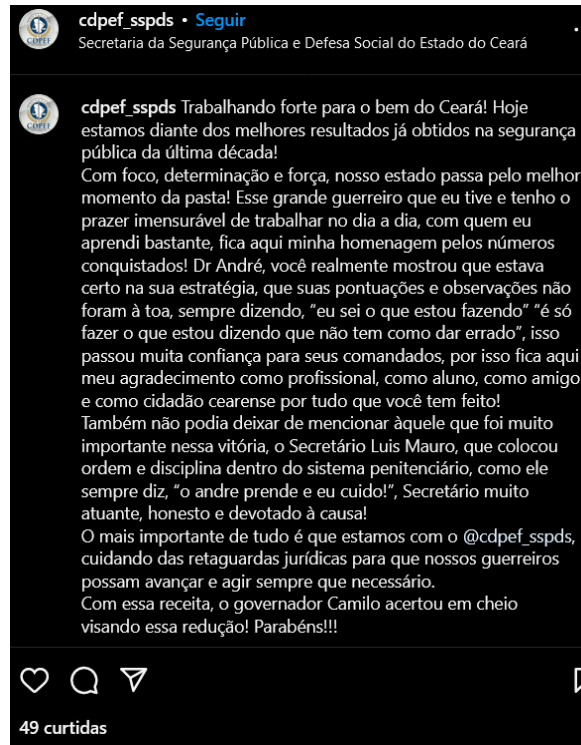 CDPEF
cdpef_sspds • Seguir
Secretaria da Segurança Pública e Defesa Social do Estado do Ceará
CDPEF
cdpef_sspds Trabalhando forte para o bem do Ceará! Hoje
estamos diante dos melhores resultados já obtidos na segurança
pública da última década!
Com foco, determinação e força, nosso estado passa pelo melhor
momento da pasta! Esse grande guerreiro que eu tive e tenho o
prazer imensurável de trabalhar no dia a dia, com quem eu
aprendi bastante, fica aqui minha homenagem pelos números
conquistados! Dr André, você realmente mostrou que estava
certo na sua estratégia, que suas pontuações e observações não
foram à toa, sempre dizendo, “eu sei o que estou fazendo” “é só
fazer o que estou dizendo que não tem como dar errado”, isso
passou muita confiança para seus comandados, por isso fica aqui
meu agradecimento como profissional, como aluno, como amigo
e como cidadão cearense por tudo que você tem feito!
Também não podia deixar de mencionar àquele que foi muito
importante nessa vitória, o Secretário Luis Mauro, que colocou
ordem e disciplina dentro do sistema penitenciário, como ele
sempre diz, “o andre prende e eu cuido!”, Secretário muito
atuante, honesto e devotado à causa!
O mais importante de tudo é que estamos com o @cdpef_sspds,
cuidando das retaguardas jurídicas para que nossos guerreiros
possam avançar e agir sempre que necessário.
Com essa receita, o governador Camilo acertou em cheio
visando essa redução! Parabéns!!!
49 curtidas